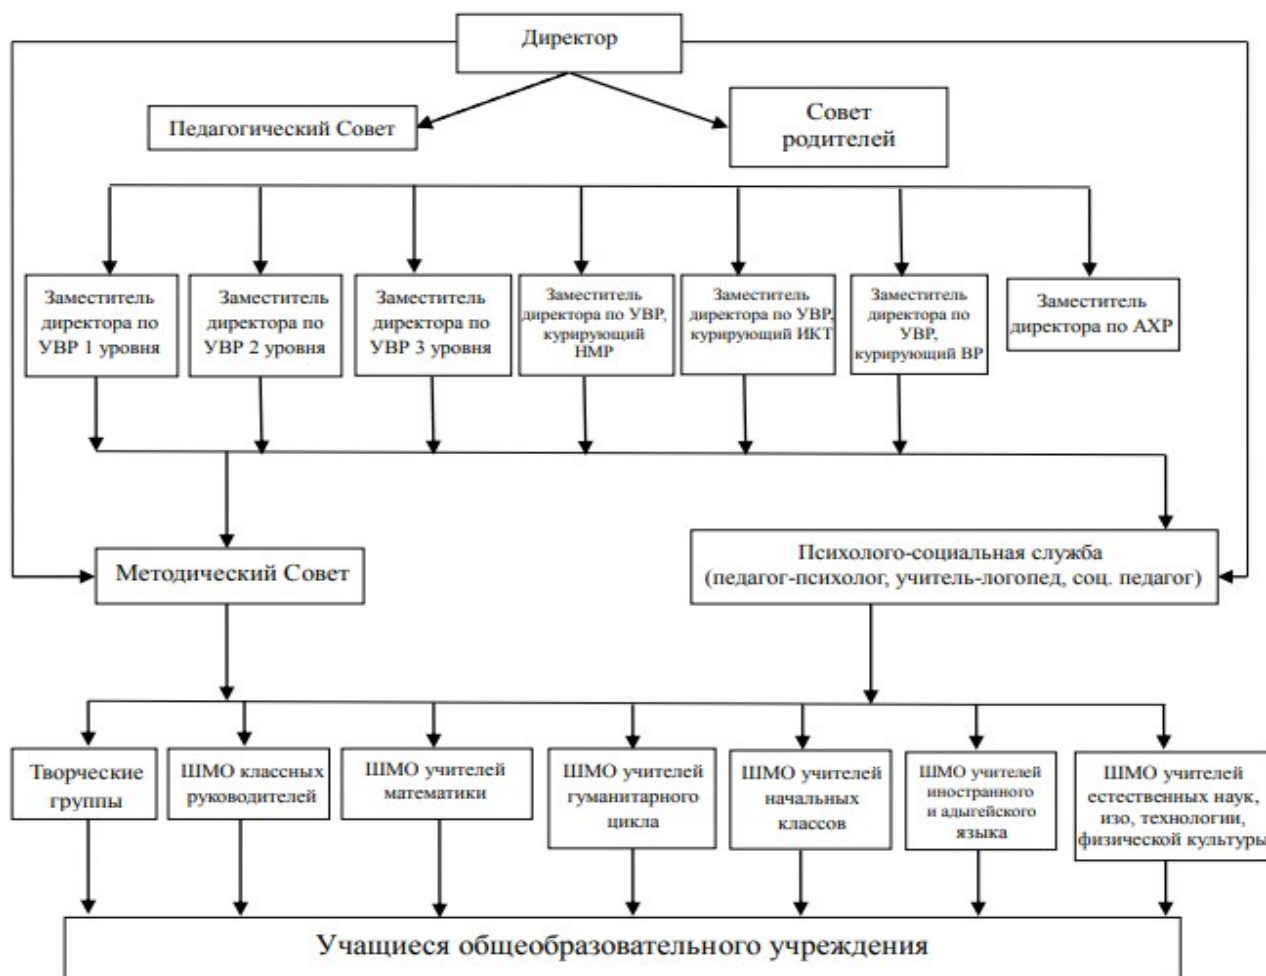 Директор
Педагогический Совет
Совет
родителей
Заместитель
директора по
УВР 1 уровня
Заместитель
директора по
УВР 2 уровня
Заместитель
директора по
УВР 3 уровня
Заместитель
директора по УВР,
курирующий
НМР
Заместитель
директора по УВР,
курирующий ИКТ
Заместитель
директора по
УВР,
курирующий ВР
Заместитель
директора по АХР
Методический Совет
Психолого-социальная служба
(педагог-психолог, учитель-логопед, соц. педагог)
Творческие
группы
ШМО классных
руководителей
ШМО учителей
математики
ШМО учителей
гуманитарного
цикла
ШМО учителей
начальных
классов
ШМО учителей
иностранного
и адыгейского
языка
ШМО учителей
естественных наук,
изо, технологии,
физической культуры
Учащиеся общеобразовательного учреждения